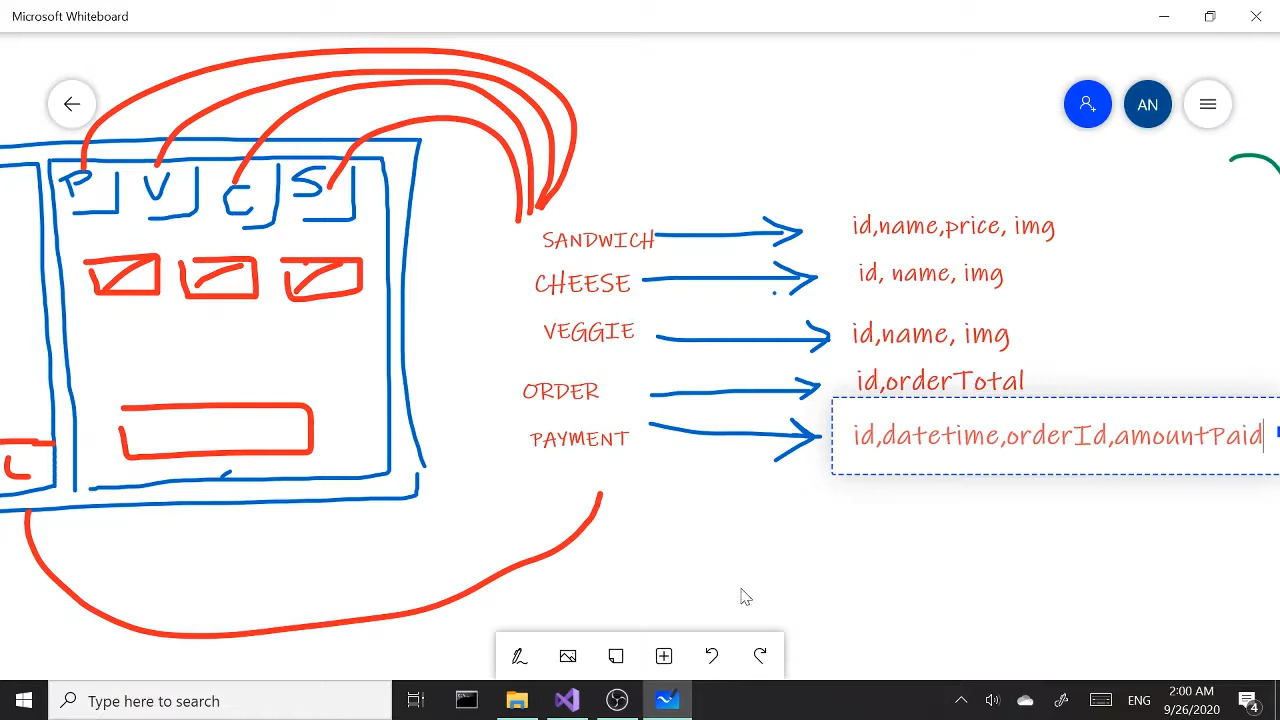 Microsoft Whiteboard
AN
P V C S
SANDWICH id,name,price, img
CHEESE id, name, img
VEGGIE id,name, img
ORDER id,orderTotal
PAYMENT id,datetime,orderId,amountPaid
L
Type here to search
ENG
2:00 AM
9/26/2020
4